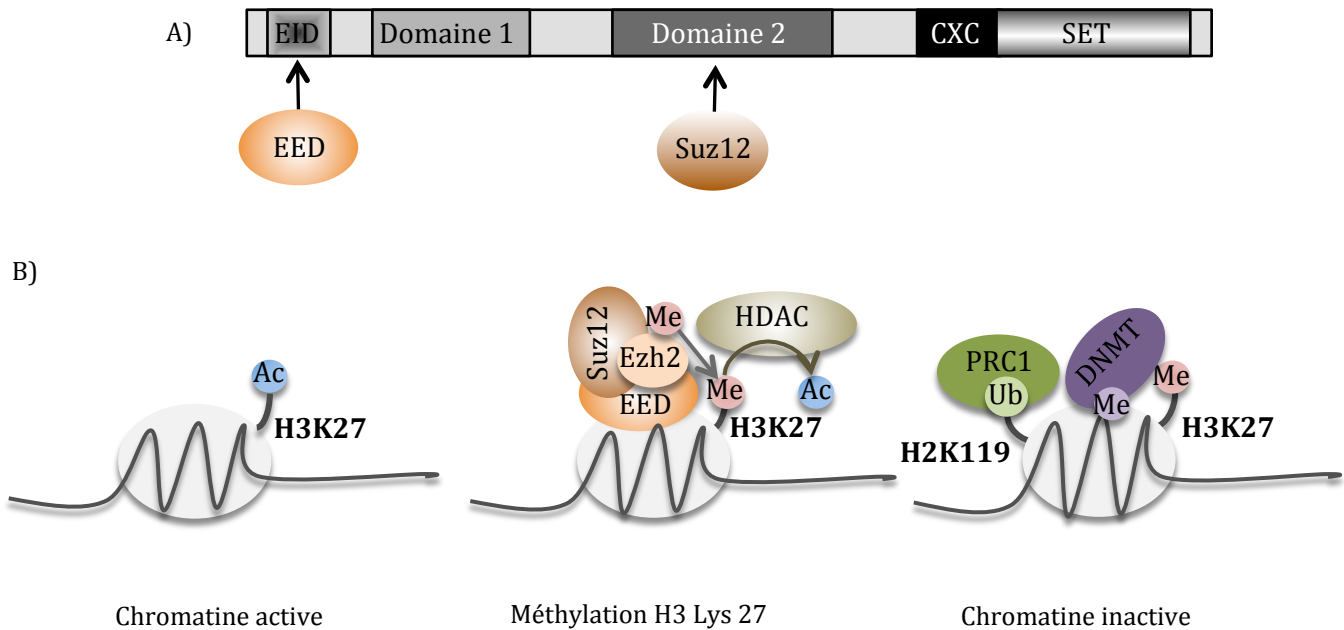 A)
EID Domaine 1 Domaine 2 CXC SET
EED Suz12
B)
Ac
H3K27
Suz12
Me
HDAC
Ezh2
Me
Ac
EED
H3K27
PRC1
DNMT
Me
Ub
Me
H3K27
H2K119
Chromatine active
Méthylation H3 Lys 27
Chromatine inactive